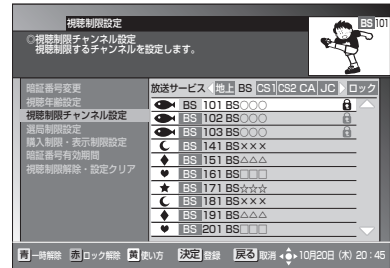 視聴制限設定
BS 101
◎視聴制限チャンネル設定
視聴制限するチャンネルを設定します。
暗証番号変更
視聴年齢設定
視聴制限チャンネル設定
選局制限設定
購入制限・表示制限設定
暗証番号有効期間
視聴制限解除・設定クリア
放送サービス 地上 BS CS1 CS2 CA JC ロック
BS 101 BS○○○
BS 102 BS○○○
BS 103 BS○○○
BS 141 BS×××
BS 151 BS△△△
BS 161 BS□□□
BS 171 BS☆☆☆
BS 181 BS×××
BS 191 BS△△△
BS 201 BS□□□
青 一時解除 赤 ロック解除 黄 使い方 決定 登録 戻る 取消 10月20日 (木) 20:45